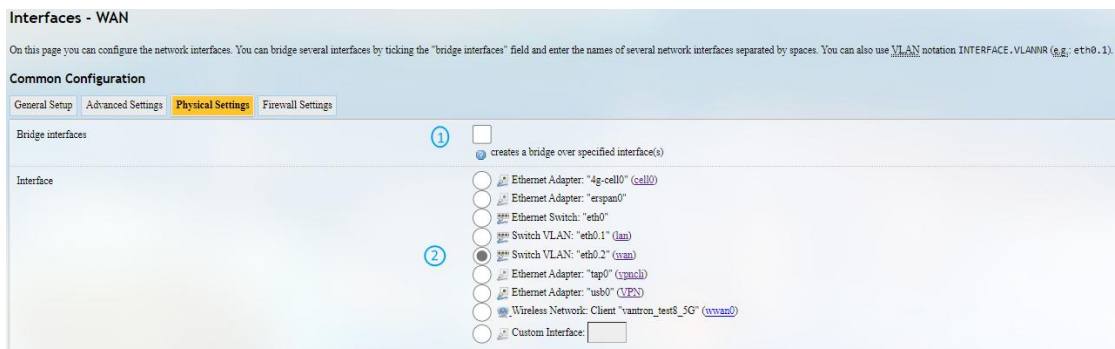 Interfaces - WAN
On this page you can configure the network interfaces. You can bridge several interfaces by ticking the "bridge interfaces" field and enter the names of several network interfaces separated by spaces. You can also use VLAN notation INTERFACE.VLANNR (e.g.: eth0.1).
Common Configuration
General Setup Advanced Settings Physical Settings Firewall Settings
Bridge interfaces 1
creates a bridge over specified interface(s)
Interface Ethernet Adapter: "4g-cell0" (cell0)
Ethernet Adapter: "erspan0"
Ethernet Switch: "eth0"
Switch VLAN: "eth0.1" (lan)
2 Switch VLAN: "eth0.2" (wan)
Ethernet Adapter: "tap0" (vpncli)
Ethernet Adapter: "usb0" (VPN)
Wireless Network: Client "vantron_test8_5G" (wwan0)
Custom Interface: